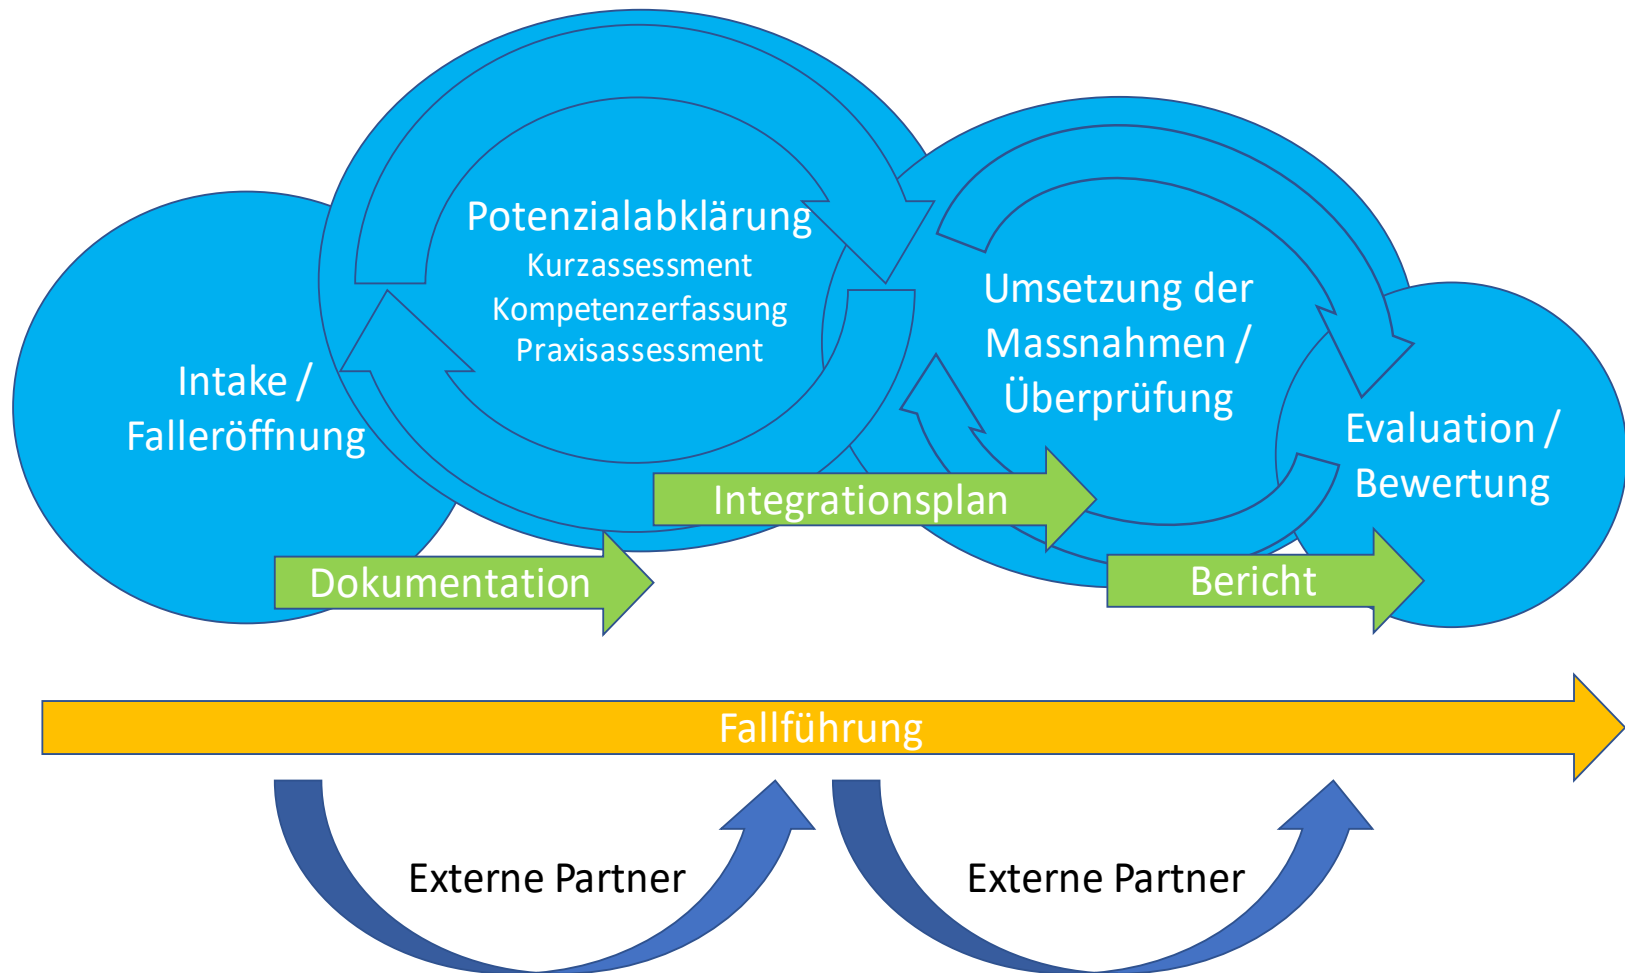 Intake /
Falleröffnung
Potenzialabklärung
Kurzassessment
Kompetenzerfassung
Praxisassessment
Umsetzung der
Massnahmen /
Überprüfung
Evaluation /
Bewertung
Integrationsplan
Dokumentation
Bericht
Fallführung
Externe Partner
Externe Partner